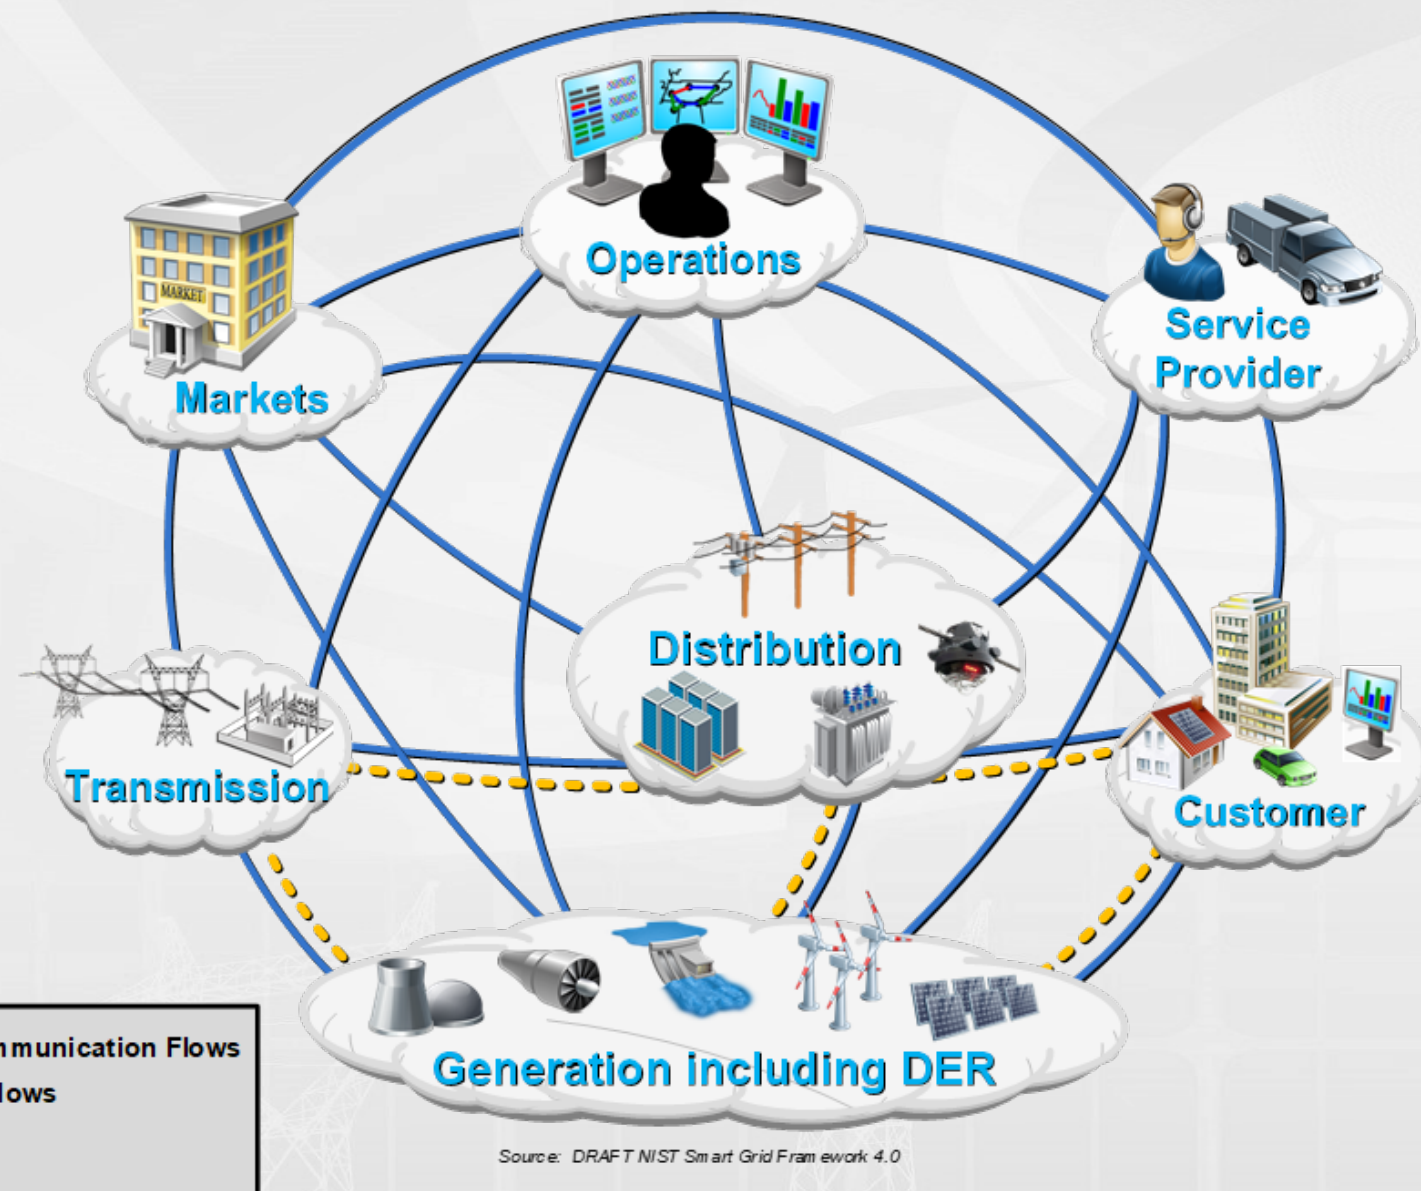 Operations
MARKET
Markets
Service
Provider
Distribution
Transmission
Customer
Generation including DER
mmunication Flows
lows
Source: DRAFT NIST Smart Grid Framework 4.0